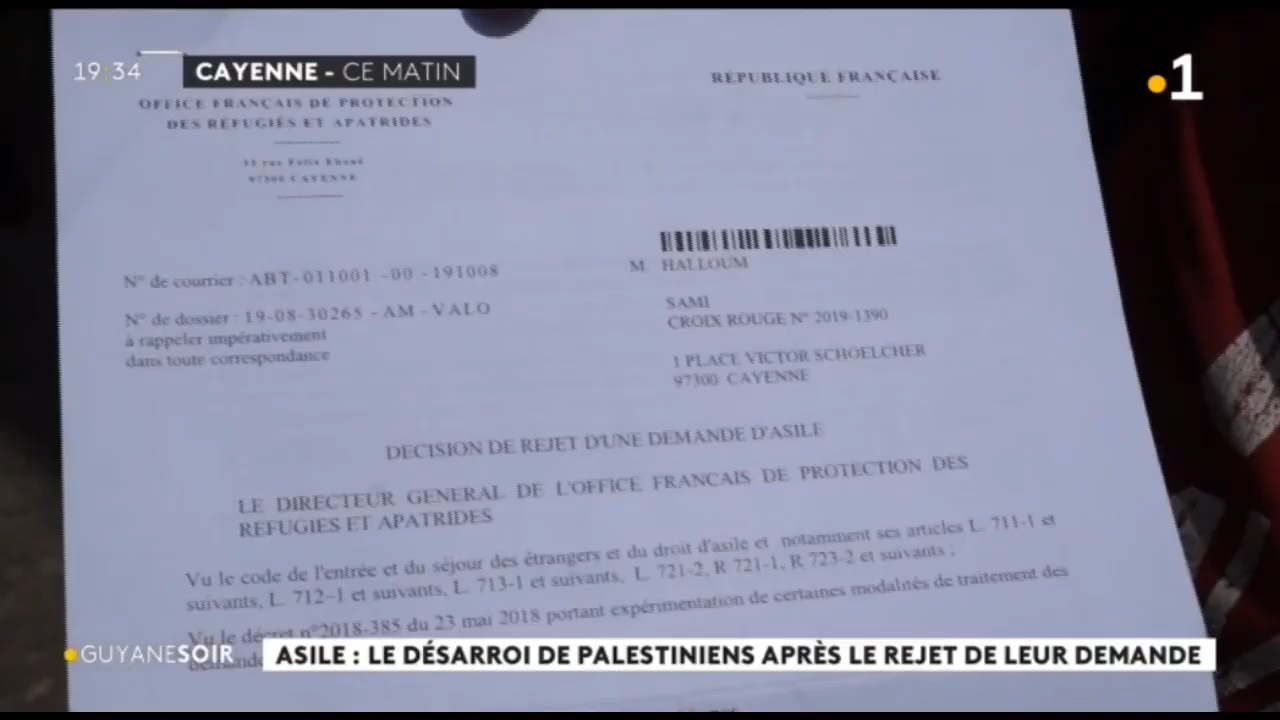 19:34
CAYENNE - CE MATIN
1
OFFICE FRANÇAIS DE PROTECTION
DES RÉFUGIÉS ET APATRIDES
97300 CAYENNE
RÉPUBLIQUE FRANÇAISE
N° de courrier : ABT-011001 -00 -191008
N° de dossier : 19-08-30265 - AM - VALO
à rappeler impérativement
dans toute correspondance
M. HALLOUM
SAMI
CROIX ROUGE N° 2019-1390
1 PLACE VICTOR SCHOELCHER
97300 CAYENNE
DECISION DE REJET D'UNE DEMANDE D'ASILE
LE DIRECTEUR GENERAL DE L'OFFICE FRANCAIS DE PROTECTION DES
REFUGIES ET APATRIDES
Vu le code de l'entrée et du séjour des étrangers et du droit d'asile et notamment ses articles L. 711-1 et
suivants, L. 712-1 et suivants, L. 713-1 et suivants, L. 721-2, R 721-1, R 723-2 et suivants ;
Vu le décret n°2018-385 du 23 mai 2018 portant expérimentation de certaines modalités de traitement des
GUYANESOIR
ASILE : LE DÉSARROI DE PALESTINIENS APRÈS LE REJET DE LEUR DEMANDE